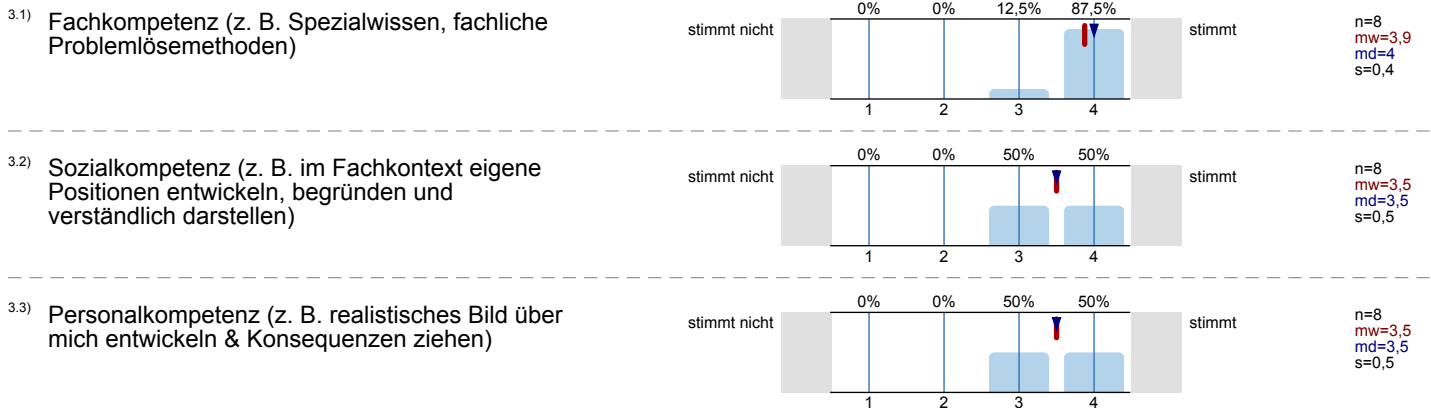 3.1) Fachkompetenz (z. B. Spezialwissen, fachliche
Problemlösemethoden)
stimmt nicht
0% 0% 12,5% 87,5%
1 2 3 4
stimmt
n=8
mw=3,9
md=4
s=0,4
3.2) Sozialkompetenz (z. B. im Fachkontext eigene
Positionen entwickeln, begründen und
verständlich darstellen)
stimmt nicht
0% 0% 50% 50%
1 2 3 4
stimmt
n=8
mw=3,5
md=3,5
s=0,5
3.3) Personalkompetenz (z. B. realistisches Bild über
mich entwickeln & Konsequenzen ziehen)
stimmt nicht
0% 0% 50% 50%
1 2 3 4
stimmt
n=8
mw=3,5
md=3,5
s=0,5